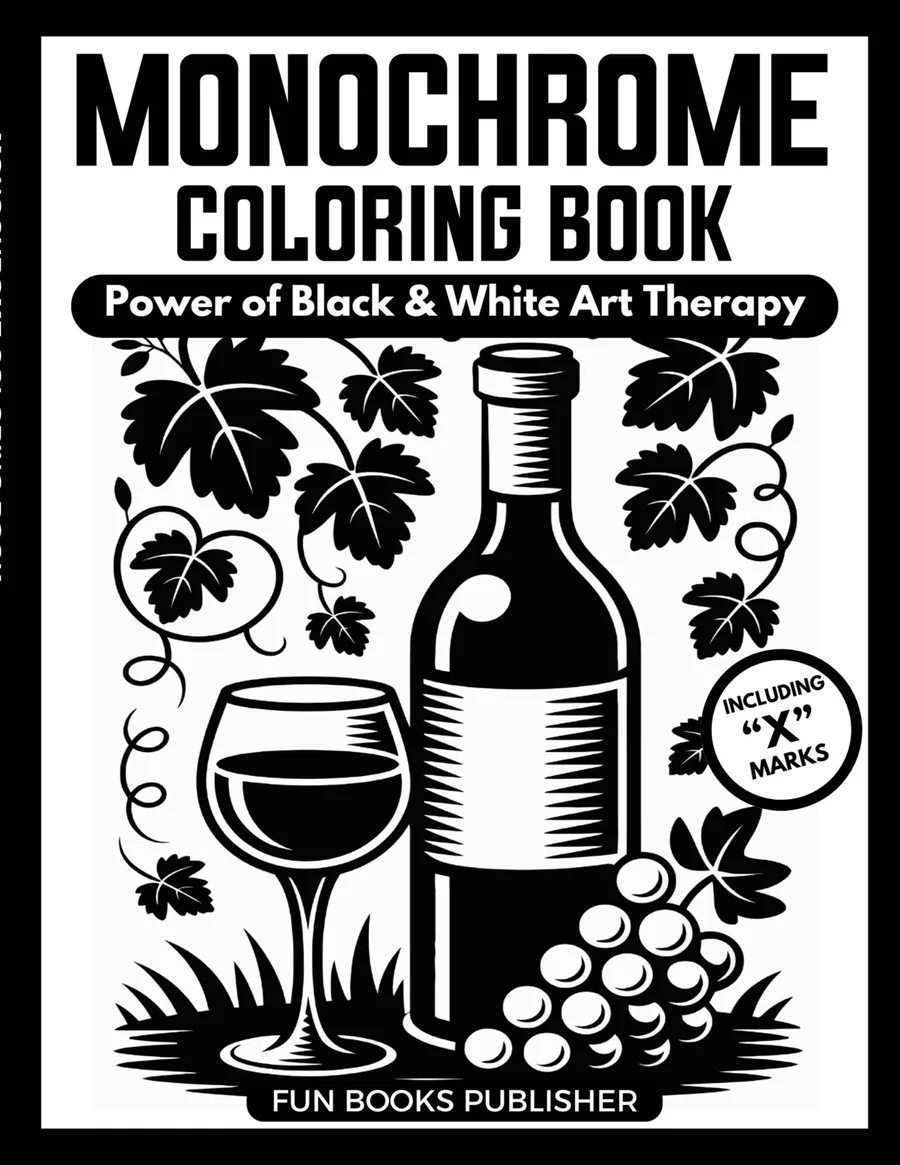 MONOCHROME
COLORING BOOK
Power of Black & White Art Therapy
INCLUDING
“X”
MARKS
FUN BOOKS PUBLISHER